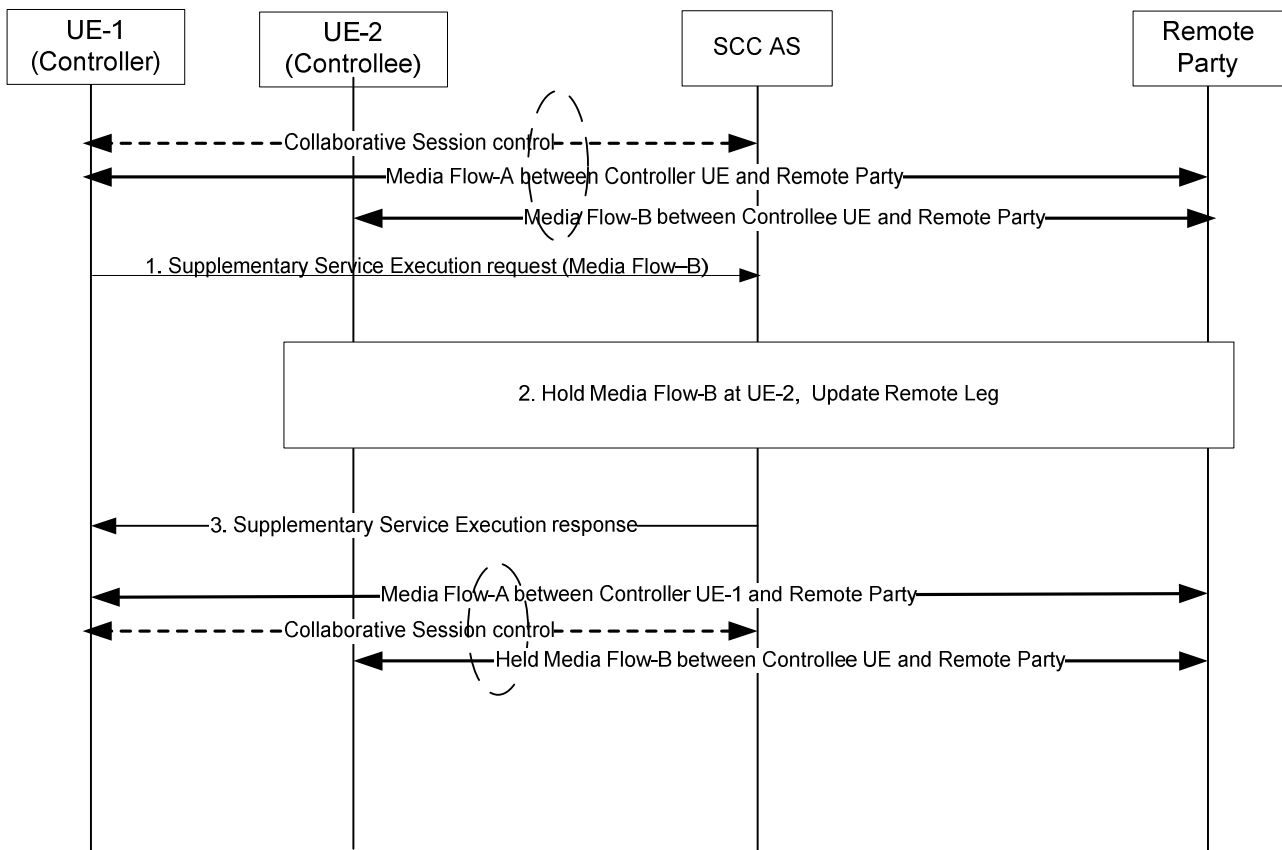 UE-1
(Controller)
UE-2
(Controllee)
SCC AS
Remote
Party
Collaborative Session control
Media Flow-A between Controller UE and Remote Party
Media Flow-B between Controllee UE and Remote Party
1. Supplementary Service Execution request (Media Flow–B)
2. Hold Media Flow-B at UE-2, Update Remote Leg
3. Supplementary Service Execution response
Media Flow-A between Controller UE-1 and Remote Party
Collaborative Session control
Held Media Flow-B between Controllee UE and Remote Party